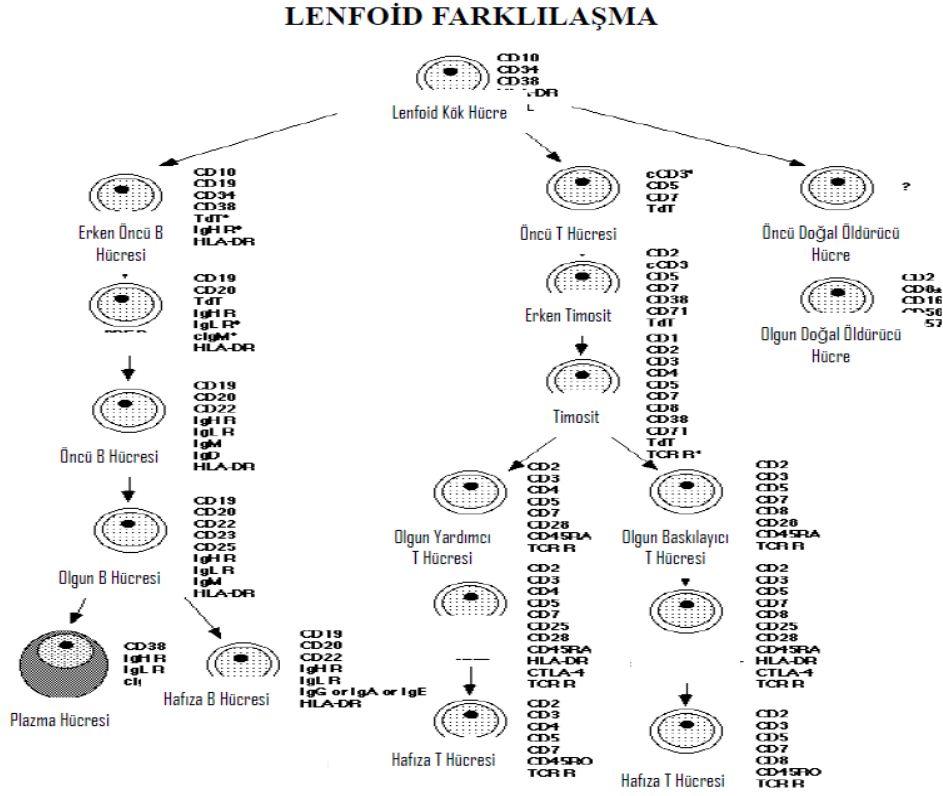 LENFOİD FARKLILAŞMA
CD10
CD34
CD38
-DR
L
Lenfoid Kök Hücre
CD10
CD19
CD34
CD38
TdT*
IgH R*
HLA-DR
Erken Öncü B
Hücresi
CD19
CD20
TdT
IgH R
IgL R*
cIgM*
HLA-DR
CD19
CD20
CD22
IgH R
IgL R
IgM
IgD
HLA-DR
Öncü B Hücresi
CD19
CD20
CD22
CD23
CD25
IgH R
IgL R
IgM
HLA-DR
Olgun B Hücresi
CD38
IgH R
IgL R
Plazma Hücresi
CD19
CD20
CD22
IgH R
IgL R
IgG or IgA or IgE
HLA-DR
Hafıza B Hücresi
cCD3*
CD5
CD7
TdT
Öncü T Hücresi
CD2
cCD3
CD5
CD7
CD38
CD71
TdT
Erken Timosit
CD1
CD2
CD3
CD4
CD5
CD7
CD8
CD38
CD71
TdT
TCR R*
Timosit
CD2
CD3
CD4
CD5
CD7
CD28
CD45RA
TCR R
Olgun Yardımcı
T Hücresi
CD2
CD3
CD4
CD5
CD7
CD25
CD28
CD45RA
HLA-DR
CTLA-4
TCR R
CD2
CD3
CD4
CD5
CD7
CD45RO
TCR R
Hafıza T Hücresi
CD2
CD3
CD5
CD7
CD8
CD28
CD45RA
TCR R
Olgun Baskılayıcı
T Hücresi
CD2
CD3
CD5
CD7
CD8
CD25
CD28
CD45RA
HLA-DR
CTLA-4
TCR R
CD2
CD3
CD5
CD7
CD8
CD45RO
TCR R
Hafıza T Hücresi
?
Öncü Doğal Öldürücü
Hücre
CD2
CD16
57
Olgun Doğal Öldürücü
Hücre